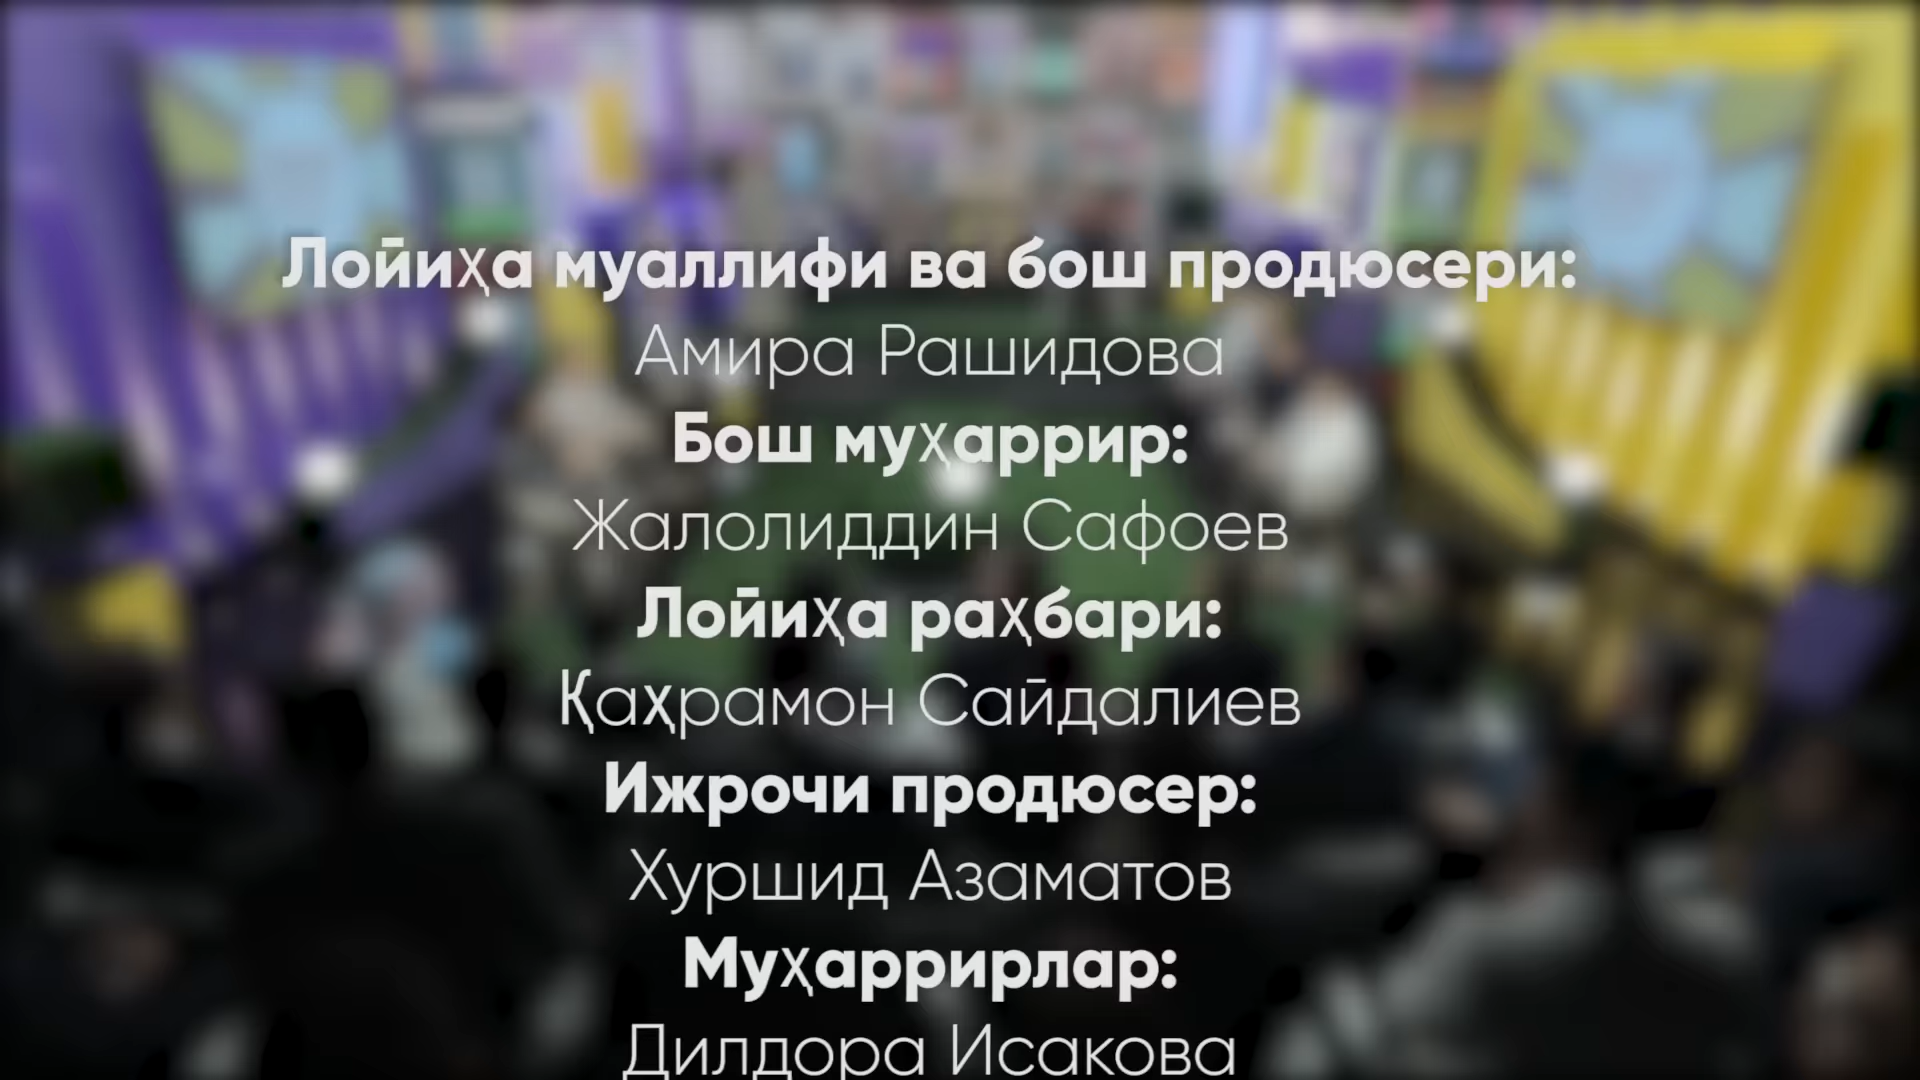 Лойиҳа муаллифи ва бош продюсери:
Амира Рашидова
Бош муҳаррир:
Жалолиддин Сафоев
Лойиҳа раҳбари:
Қаҳрамон Сайдалиев
Ижрочи продюсер:
Хуршид Азаматов
Муҳаррирлар:
Дилдора Исакова